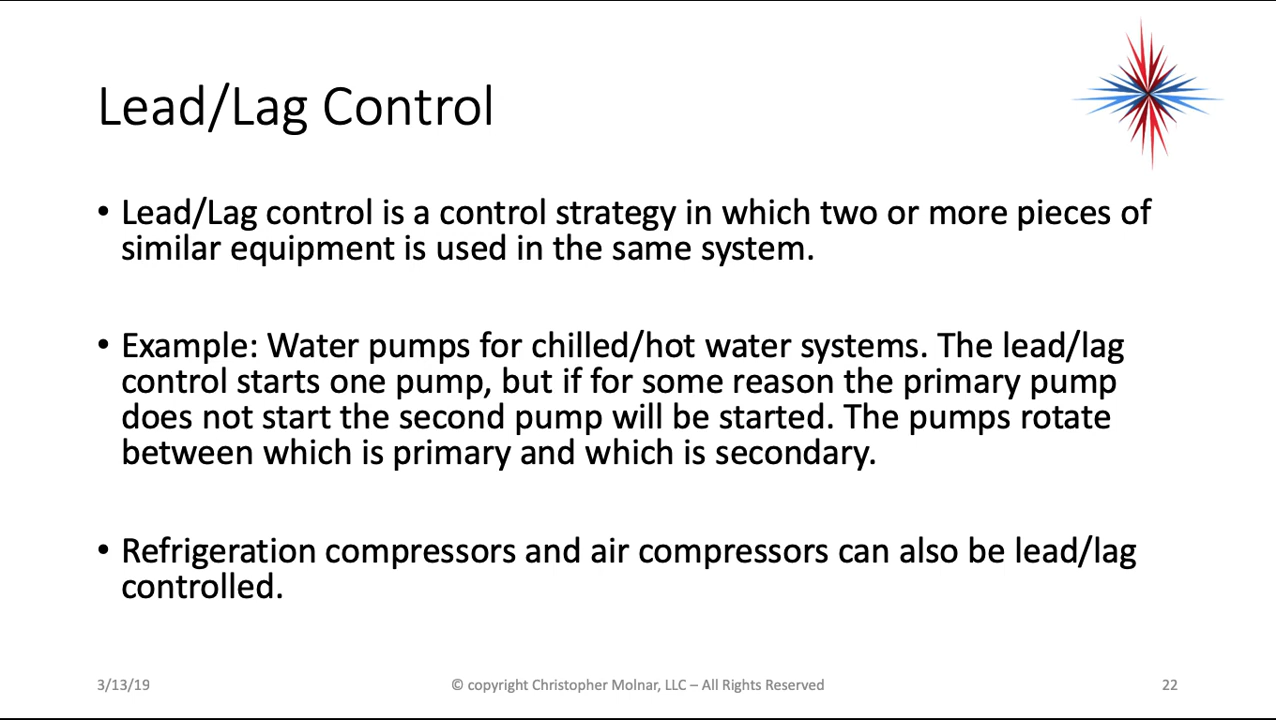 Lead/Lag Control
• Lead/Lag control is a control strategy in which two or more pieces of
similar equipment is used in the same system.
• Example: Water pumps for chilled/hot water systems. The lead/lag
control starts one pump, but if for some reason the primary pump
does not start the second pump will be started. The pumps rotate
between which is primary and which is secondary.
• Refrigeration compressors and air compressors can also be lead/lag
controlled.
3/13/19
© copyright Christopher Molnar, LLC – All Rights Reserved
22